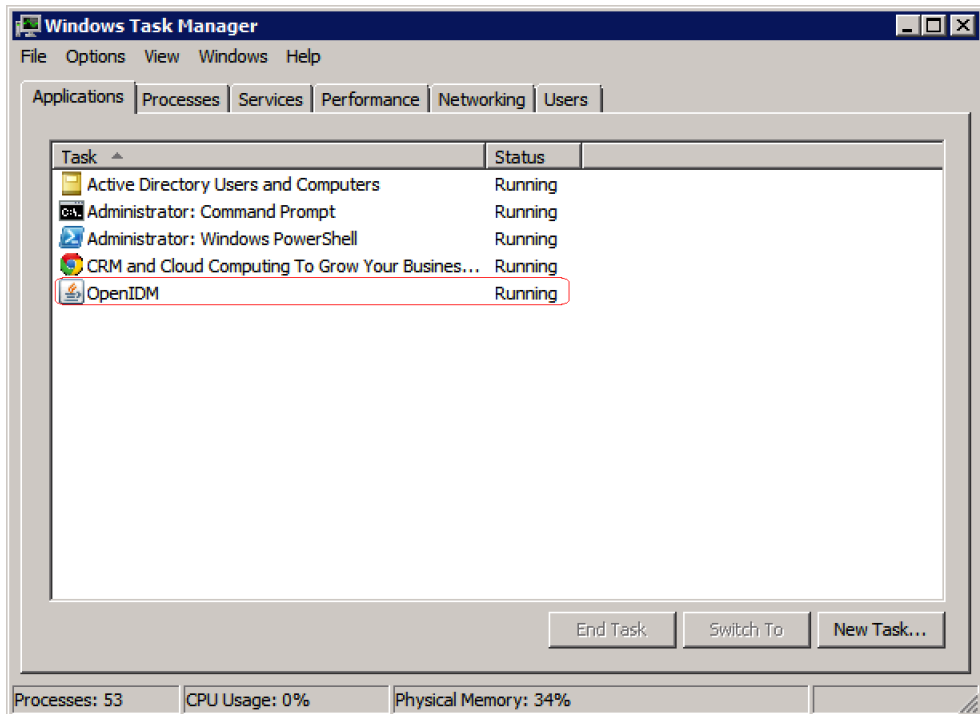 Windows Task Manager
File Options View Windows Help
Applications Processes Services Performance Networking Users
Task Status
Active Directory Users and Computers Running
Administrator: Command Prompt Running
Administrator: Windows PowerShell Running
CRM and Cloud Computing To Grow Your Busines... Running
OpenIDM Running
End Task Switch To New Task...
Processes: 53 CPU Usage: 0% Physical Memory: 34%